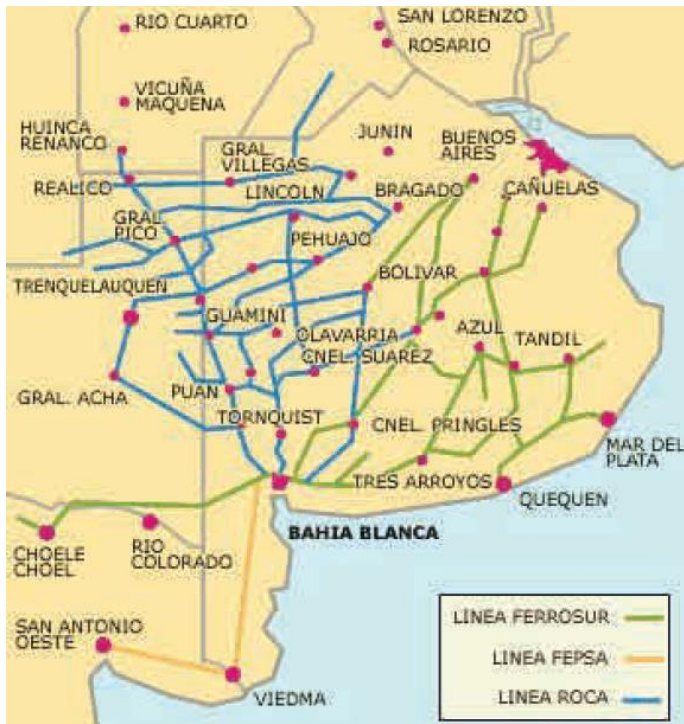 SAN LORENZO
RIO CUARTO
ROSARIO
VICUÑA
MAQUENA
HUINCA
RENANCO
JUNIN
BUENOS
AIRES
GRAL.
VILLEGAS
REALICO
LINCOLN
BRAGADO
CAÑUELAS
GRAL.
PICO
PEHUAJO
BOLIVAR
TRENQUELAUQUEN
GUAMINI
OLAVARRIA
AZUL
TANDIL
CNEL. SUAREZ
GRAL. ACHA
PUAN
TORNQUIST
CNEL. PRINGLES
MAR DEL
PLATA
TRES ARROYOS
QUEQUEN
BAHIA BLANCA
CHOELE
CHOEL
RIO
COLORADO
SAN ANTONIO
OESTE
VIEDMA
LINEA FERROSUR
LINEA FEPSA
LINEA ROCA